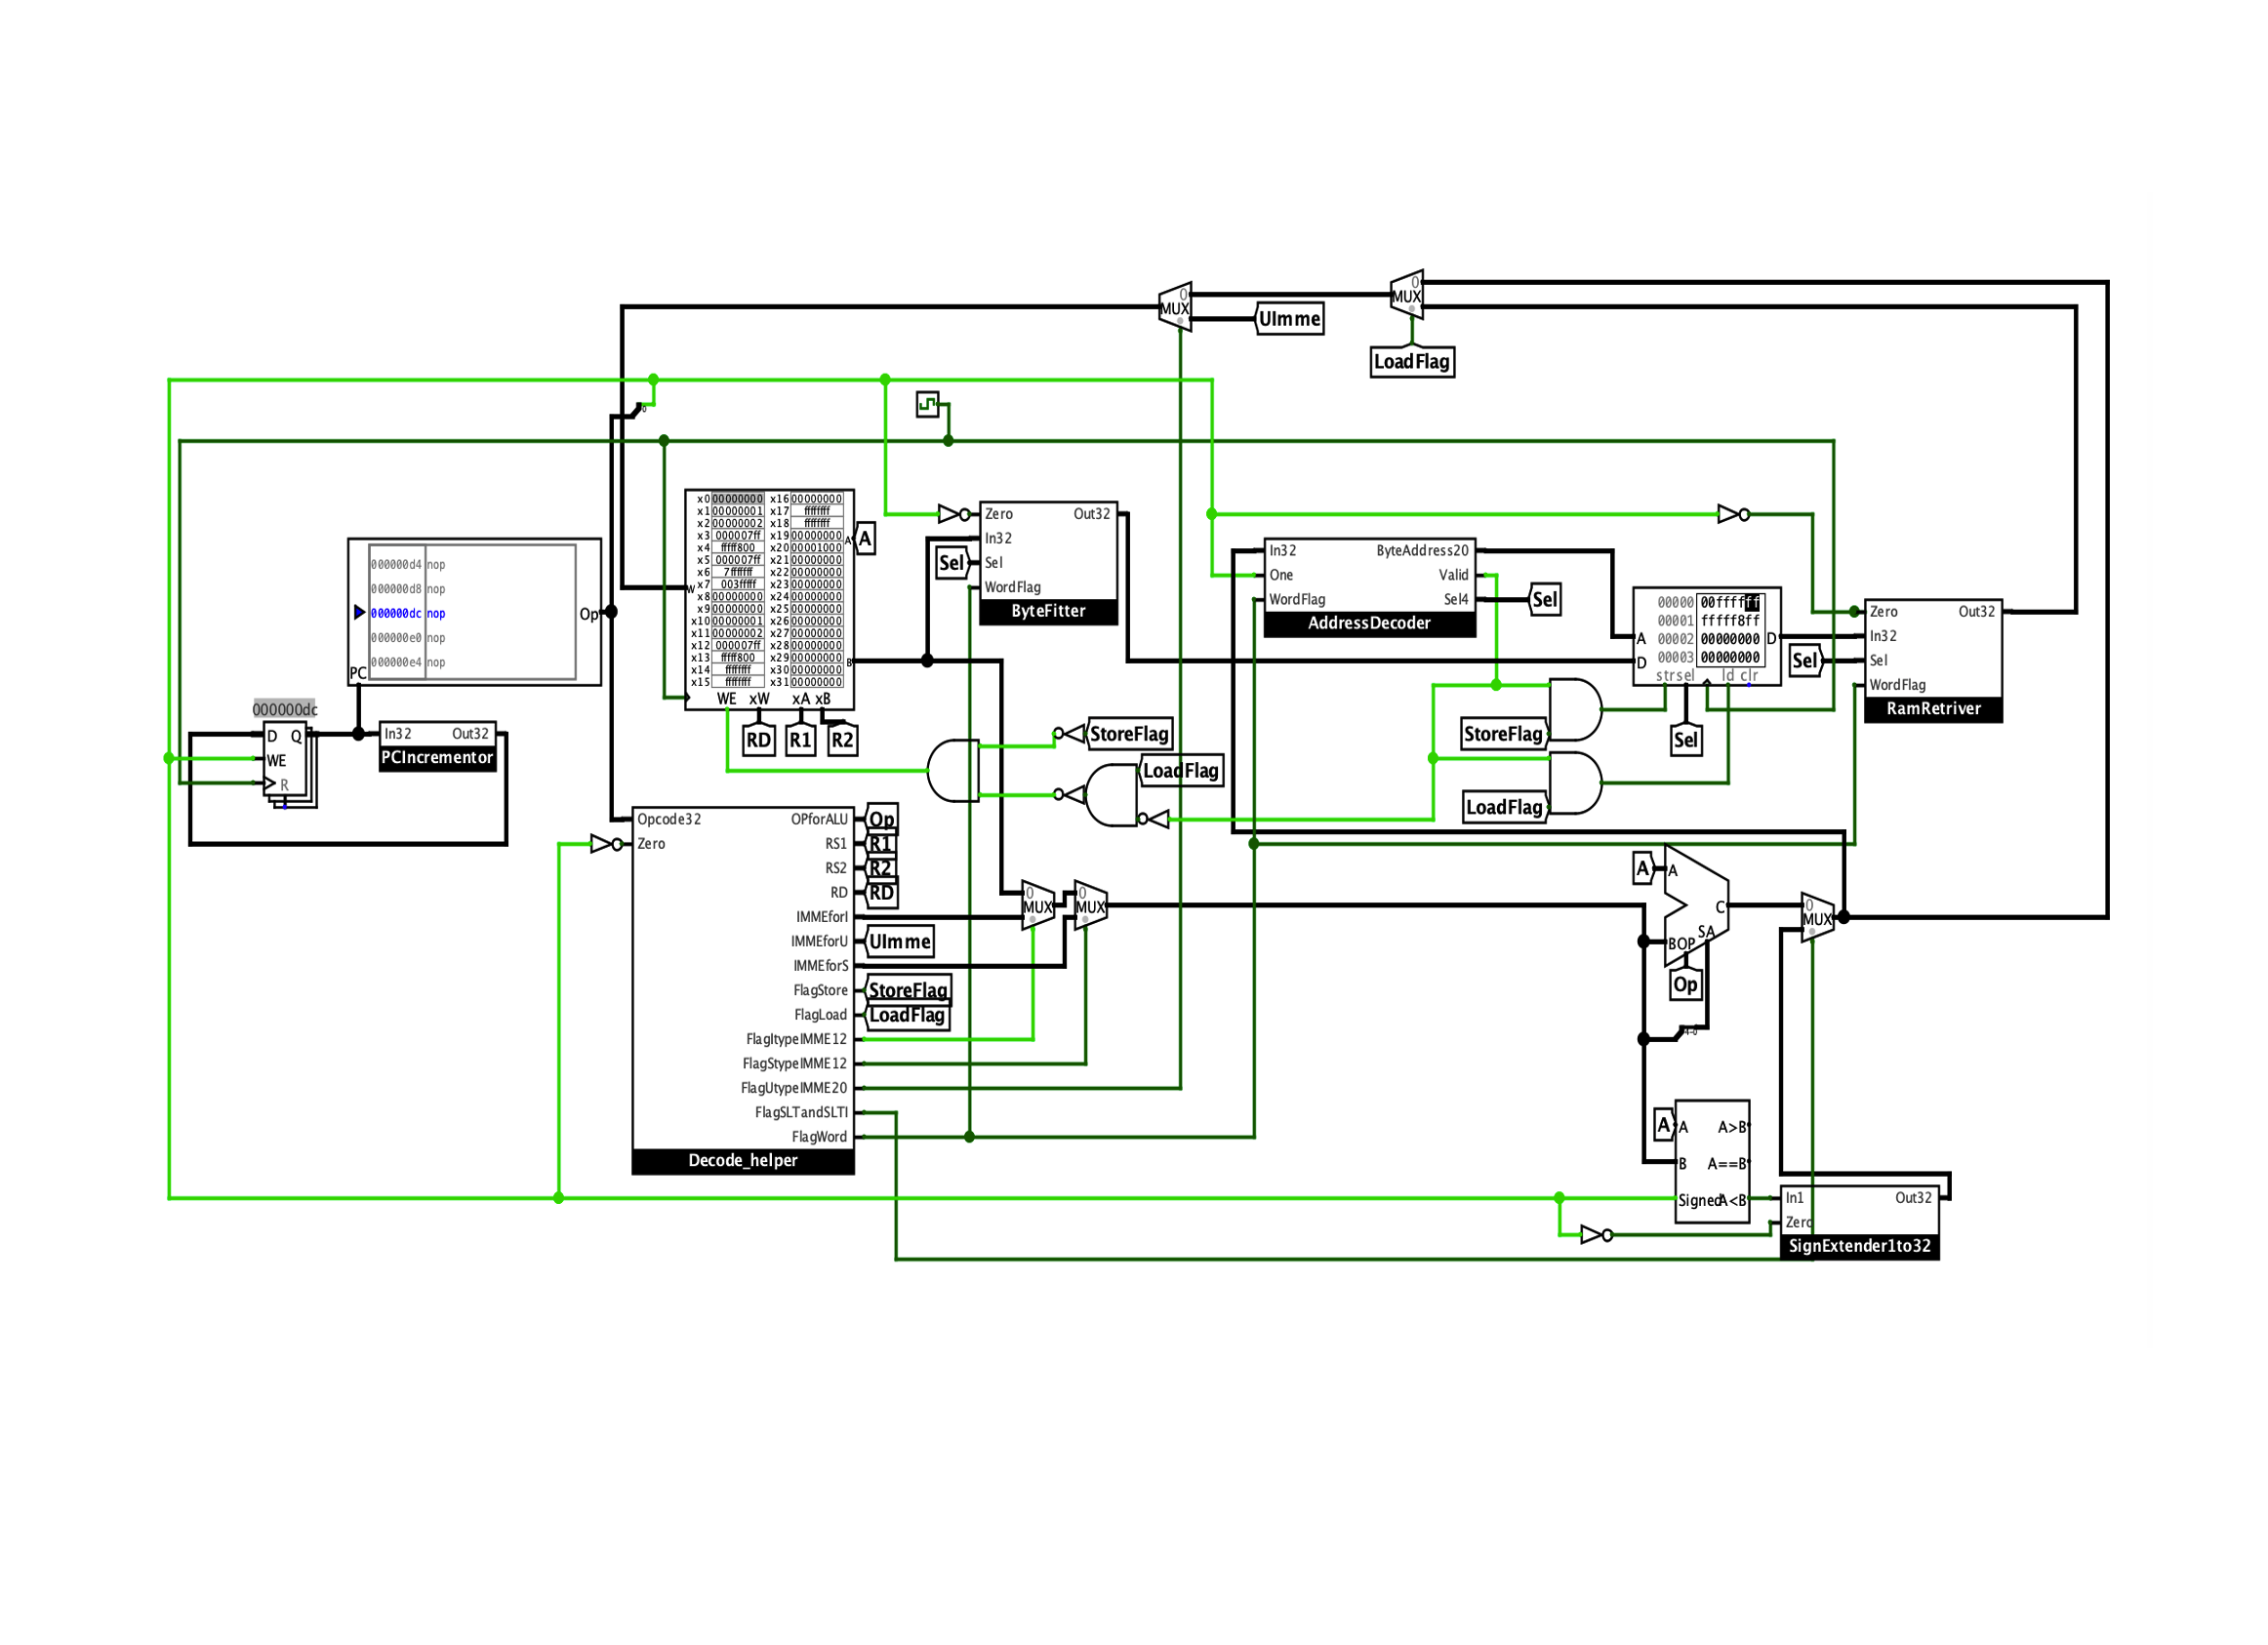 0
MUX
0
MUX
UImme
LoadFlag
0
x0 00000000 x16 00000000
x1 00000001 x17 ffffffff
x2 00000002 x18 ffffffff
x3 000007ff x19 00000000
x4 fffff800 x20 00001000
x5 000007ff x21 00000000
x6 7fffffff x22 00000000
x7 003fffff x23 00000000
x8 00000000 x24 00000000
x9 00000000 x25 00000000
x10 00000001 x26 00000000
x11 00000002 x27 00000000
x12 000007ff x28 00000000
x13 fffff800 x29 00000000
x14 ffffffff x30 00000000
x15 ffffffff x31 00000000
W
A
B
WE xW xA xB
A
RD
R1
R2
Zero Out32
In32
Sel
WordFlag
ByteFitter
Sel
In32 ByteAddress20
One Valid
WordFlag Sel4
AddressDecoder
Sel
000000d4 nop
000000d8 nop
000000dc nop
000000e0 nop
000000e4 nop
Op
PC
00000 00ffffff
00001 fffff8ff
00002 00000000
00003 00000000
A
D
D
str sel ld clr
Sel
Zero Out32
In32
Sel
WordFlag
RamRetriver
Sel
000000dc
D Q
WE
R
In32 Out32
PCIncrementor
StoreFlag
LoadFlag
StoreFlag
LoadFlag
Opcode32 OPforALU
Zero RS1
RS2
RD
IMMEforI
IMMEforU
IMMEforS
FlagStore
FlagLoad
FlagItypeIMME12
FlagStypeIMME12
FlagUtypeIMME20
FlagSLTandSLTI
FlagWord
Decode_helper
Op
R1
R2
RD
UImme
StoreFlag
LoadFlag
0
MUX
0
MUX
A
A
C
SA
B OP
Op
4-0
0
MUX
A
A A>B
B A==B
Signed A<B
In1 Out32
Zero
SignExtender1to32